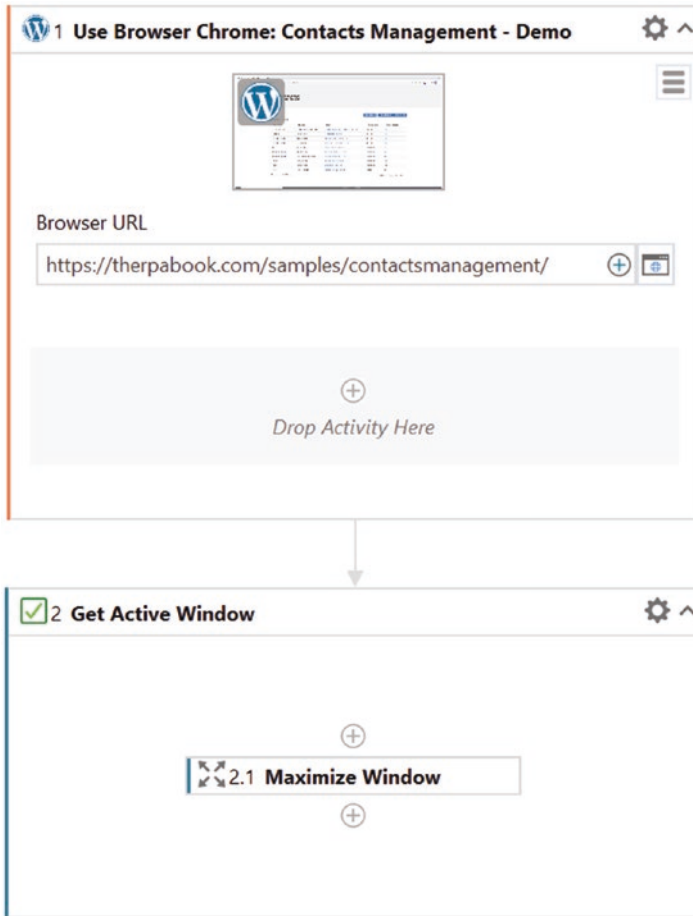 1 Use Browser Chrome: Contacts Management - Demo
Browser URL
https://therpabook.com/samples/contactsmanagement/
Drop Activity Here
2 Get Active Window
2.1 Maximize Window